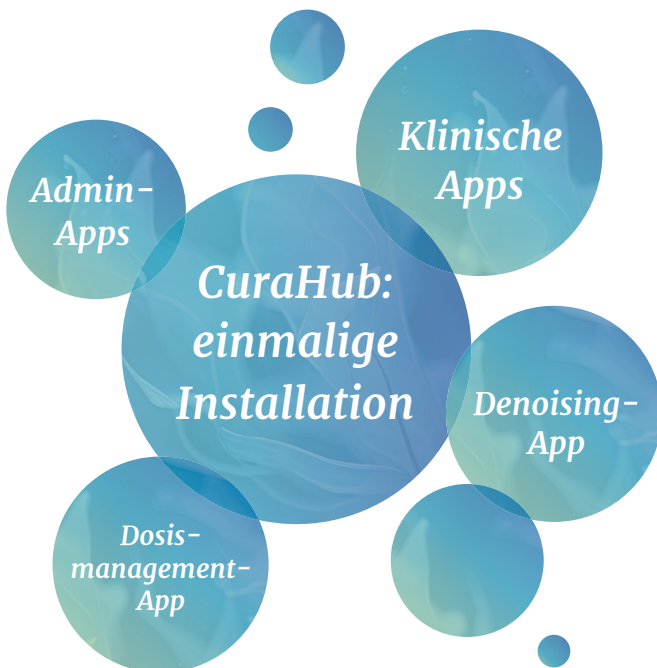 Klinische
Apps
Admin-
Apps
CuraHub:
einmalige
Installation
Denoising-
App
Dosis-
management-
App